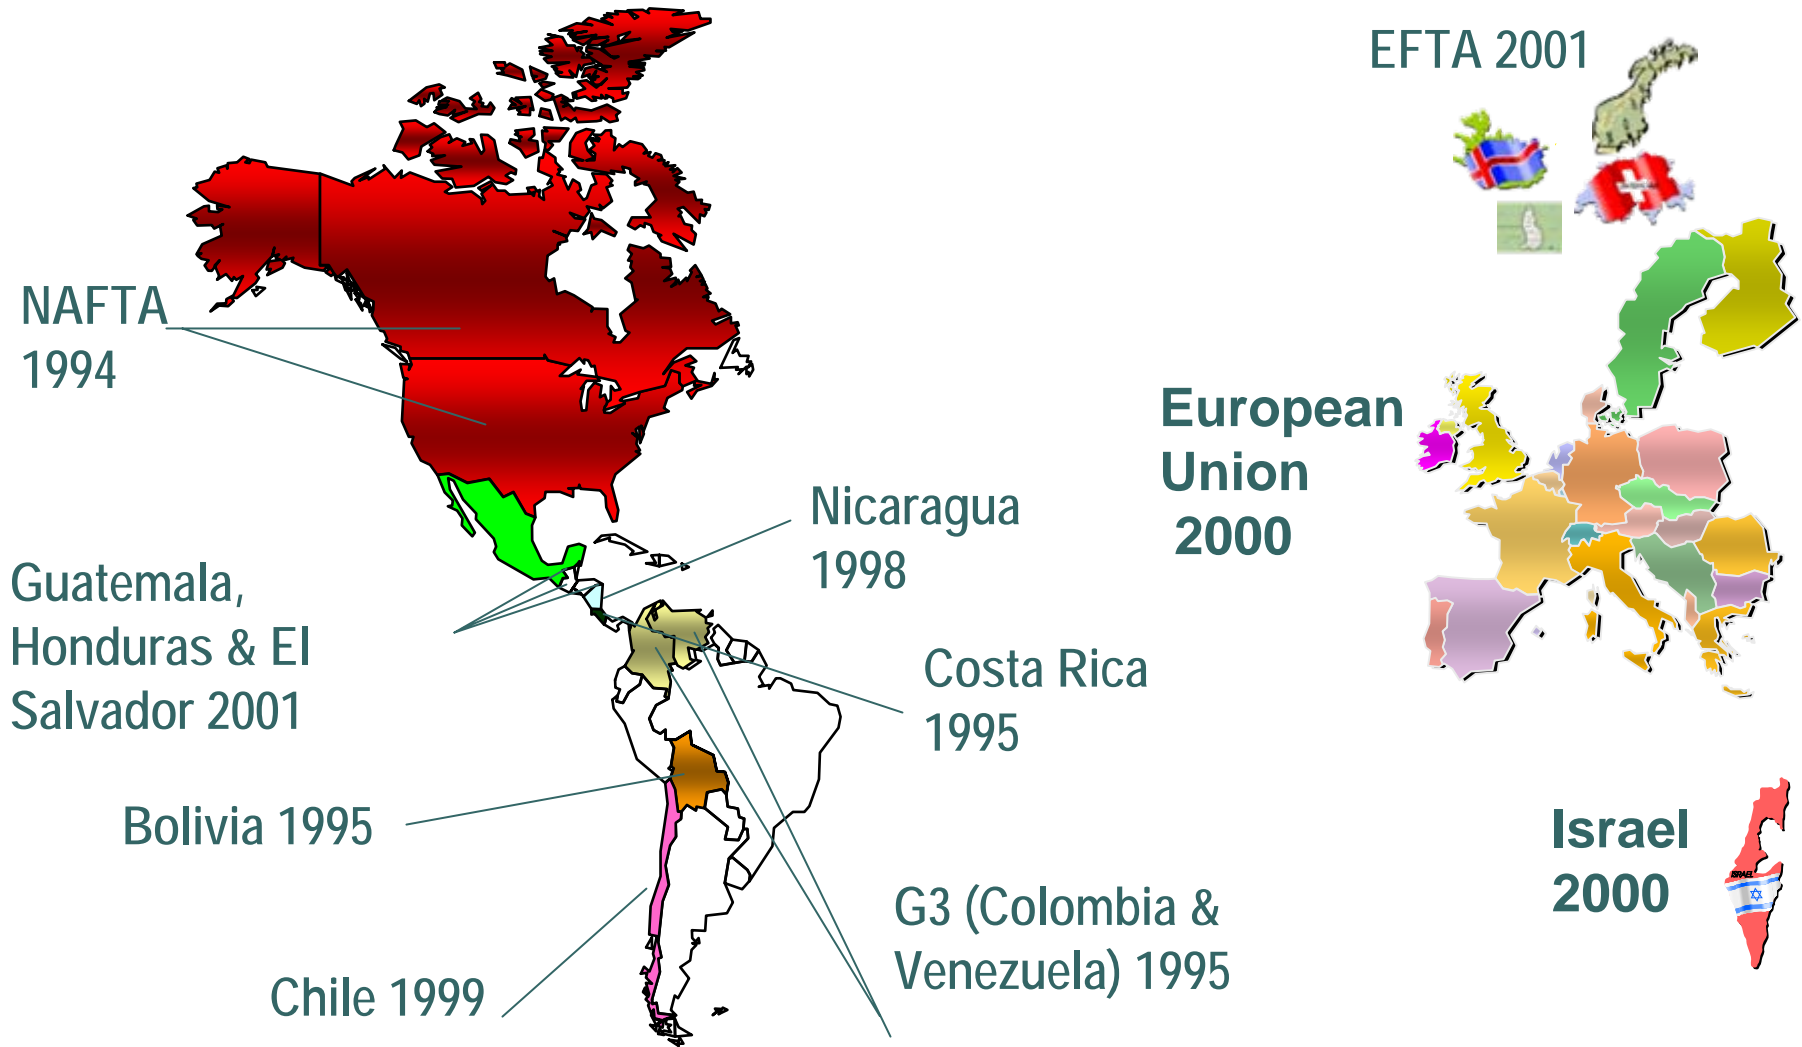 EFTA 2001
NAFTA
1994
European
Union
2000
Nicaragua
1998
Guatemala,
Honduras & El
Salvador 2001
Costa Rica
1995
Bolivia 1995
Israel
2000
ISRAEL
G3 (Colombia &
Venezuela) 1995
Chile 1999